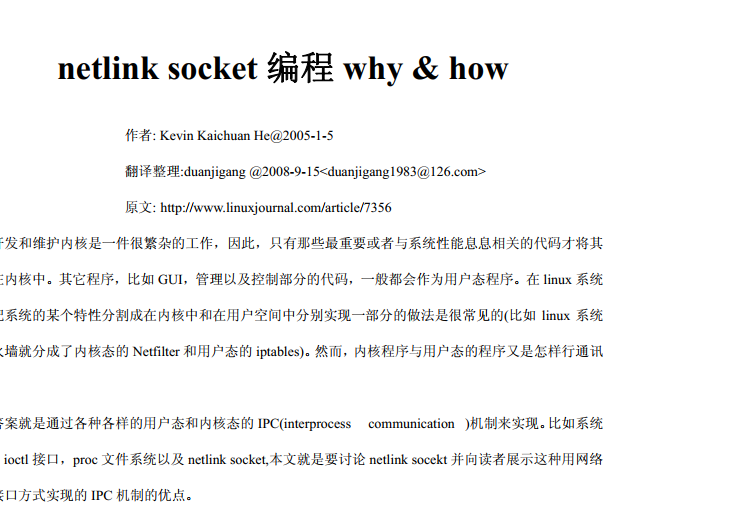 netlink socket 编程 why & how
作者: Kevin Kaichuan He@2005-1-5
翻译整理:duanjigang @2008-9-15<duanjigang1983@126.com>
原文: http://www.linuxjournal.com/article/7356
开发和维护内核是一件很繁杂的工作，因此，只有那些最重要或者与系统性能息息相关的代码才将其
在内核中。其它程序，比如 GUI，管理以及控制部分的代码，一般都会作为用户态程序。在 linux 系统
把系统的某个特性分割成在内核中和在用户空间中分别实现一部分的做法是很常见的(比如 linux 系统
火墙就分成了内核态的 Netfilter 和用户态的 iptables)。然而，内核程序与用户态的程序又是怎样行通讯
答案就是通过各种各样的用户态和内核态的 IPC(interprocess communication )机制来实现。比如系统
ioctl 接口，proc 文件系统以及 netlink socket,本文就是要讨论 netlink socekt 并向读者展示这种用网络
接口方式实现的 IPC 机制的优点。